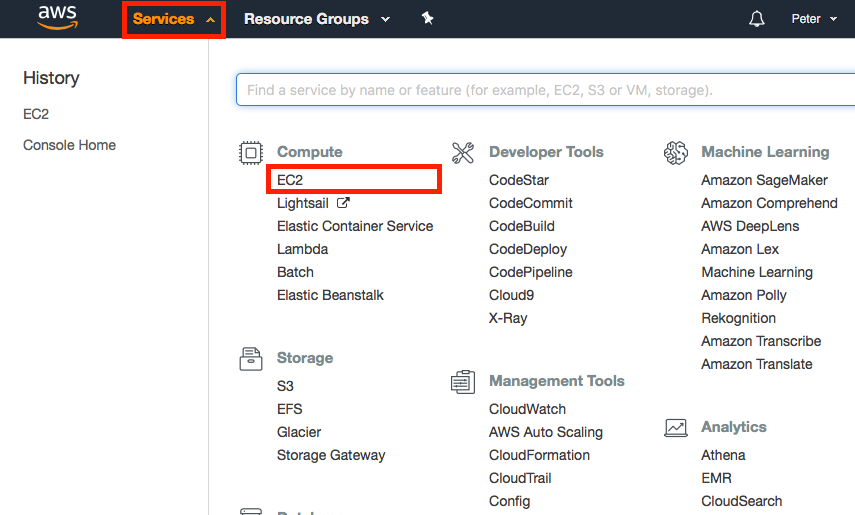 aws
Services
Resource Groups
Peter
History
EC2
Console Home
Find a service by name or feature (for example, EC2, S3 or VM, storage).
Compute
EC2
Lightsail
Elastic Container Service
Lambda
Batch
Elastic Beanstalk
Storage
S3
EFS
Glacier
Storage Gateway
Developer Tools
CodeStar
CodeCommit
CodeBuild
CodeDeploy
CodePipeline
Cloud9
X-Ray
Management Tools
CloudWatch
AWS Auto Scaling
CloudFormation
CloudTrail
Config
Machine Learning
Amazon SageMaker
Amazon Comprehend
AWS DeepLens
Amazon Lex
Machine Learning
Amazon Polly
Rekognition
Amazon Transcribe
Amazon Translate
Analytics
Athena
EMR
CloudSearch